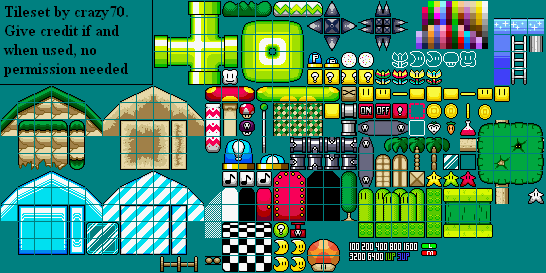 Tileset by crazy70.
Give credit if and
when used, no
permission needed
ON OFF !
100 200 400 800 1000
3200 6400 1UP 3UP